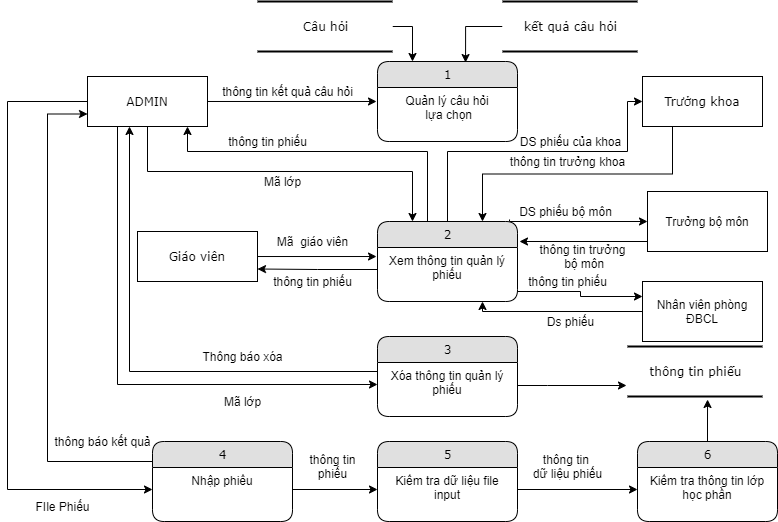 Câu hỏi
kết quả câu hỏi
1
Quản lý câu hỏi
lựa chọn
ADMIN
thông tin kết quả câu hỏi
Trưởng khoa
thông tin phiếu
DS phiếu của khoa
thông tin trưởng khoa
Mã lớp
DS phiếu bộ môn
Trưởng bộ môn
2
Xem thông tin quản lý
phiếu
Giáo viên
Mã giáo viên
thông tin phiếu
thông tin trưởng
bộ môn
thông tin phiếu
Nhân viên phòng
ĐBCL
Ds phiếu
3
Xóa thông tin quản lý
phiếu
Thông báo xóa
Mã lớp
thông tin phiếu
thông báo kết quả
4
Nhập phiếu
thông tin
phiếu
5
Kiểm tra dữ liệu file
input
thông tin
dữ liệu phiếu
6
Kiểm tra thông tin lớp
học phần
FIle Phiếu